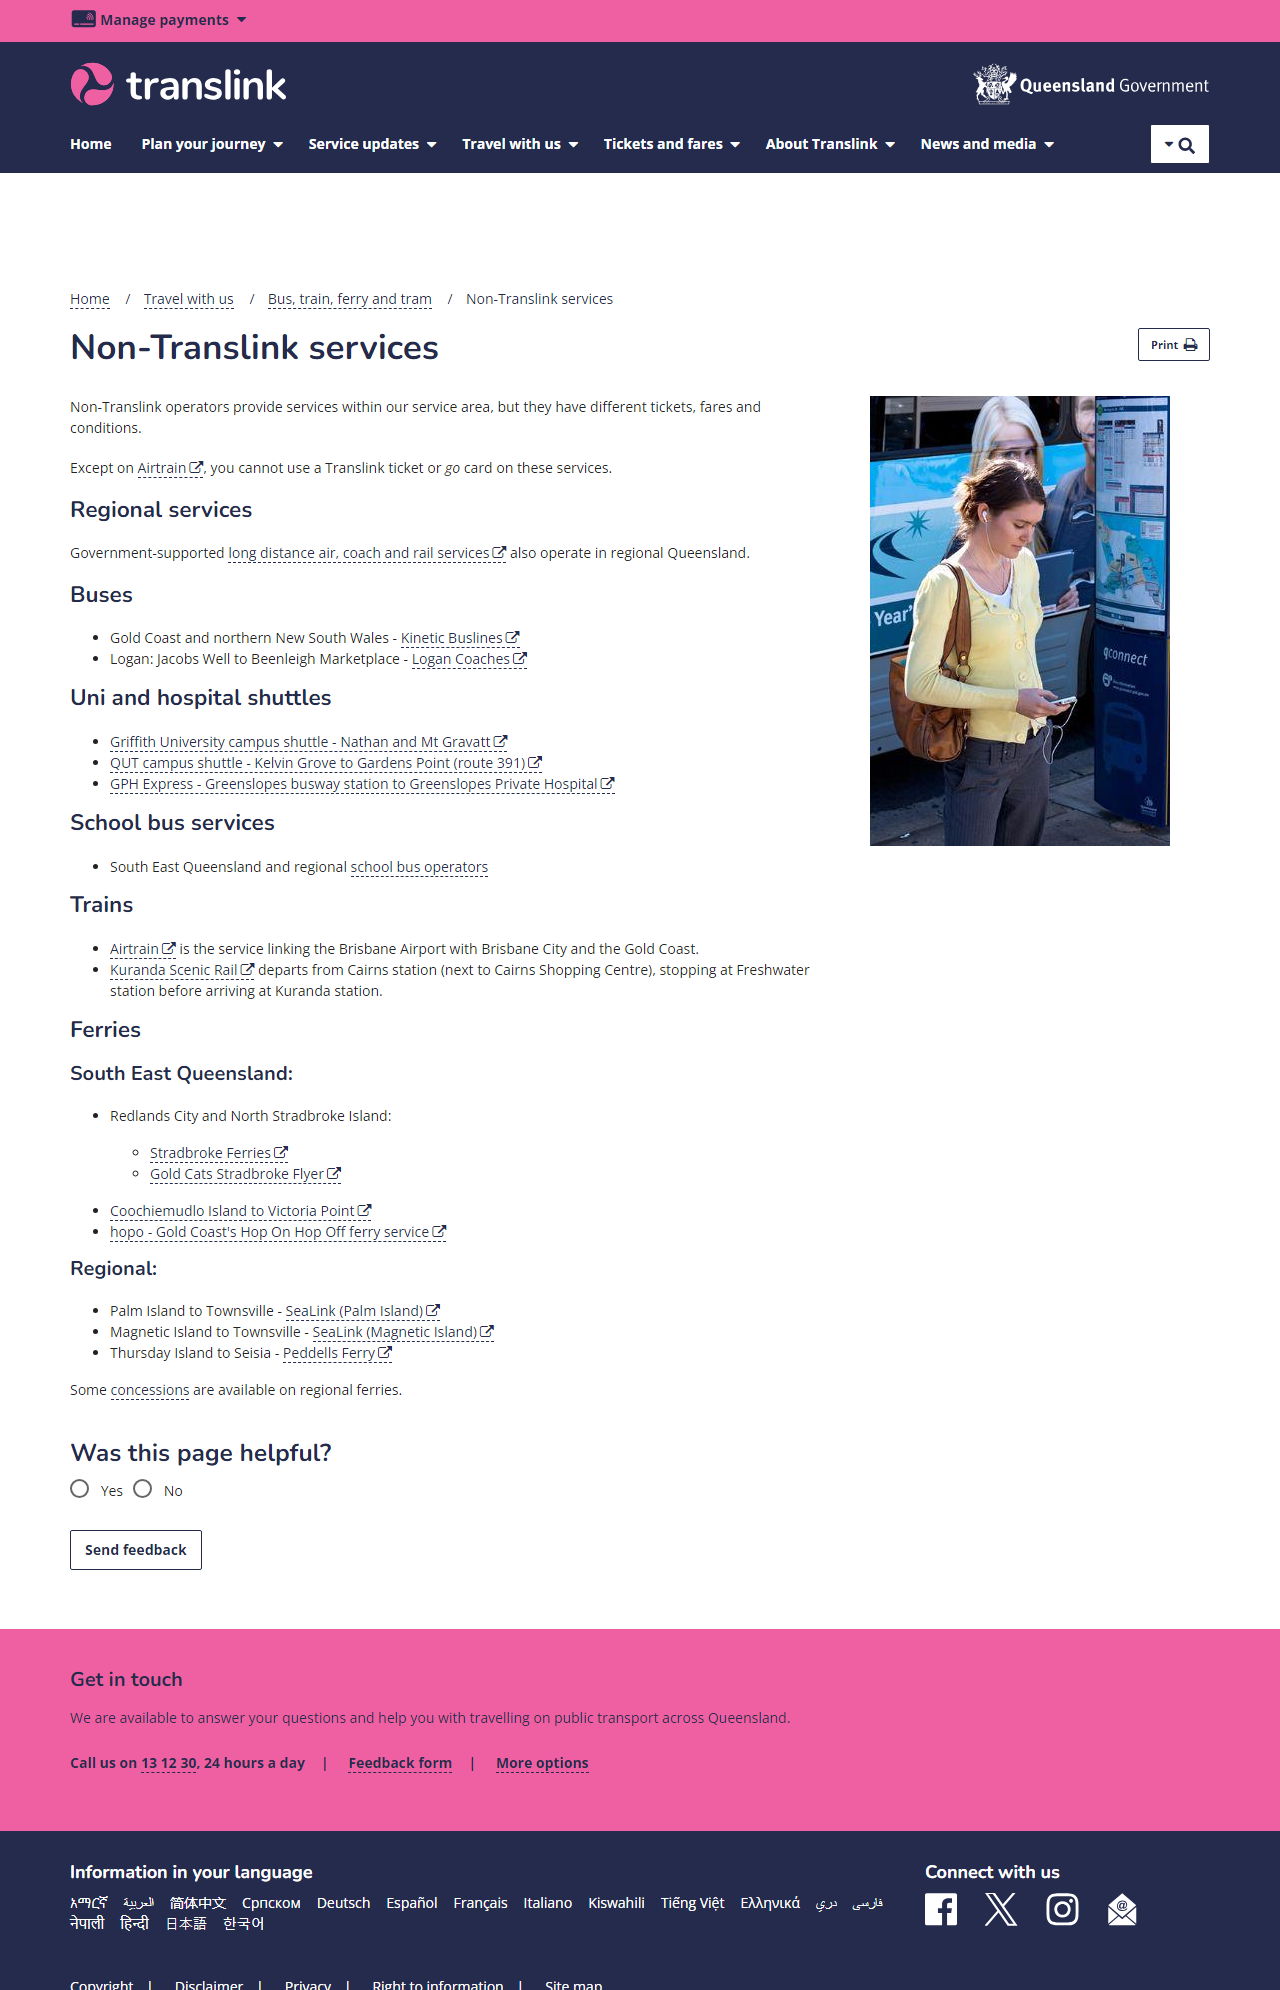 Manage payments
translink
Queensland Government
Home Plan your journey Service updates Travel with us Tickets and fares About Translink News and media
Home / Travel with us / Bus, train, ferry and tram / Non-Translink services
Non-Translink services
Print
Non-Translink operators provide services within our service area, but they have different tickets, fares and
conditions.
Except on Airtrain, you cannot use a Translink ticket or go card on these services.
Regional services
Government-supported long distance air, coach and rail services also operate in regional Queensland.
Buses
Gold Coast and northern New South Wales - Kinetic Buslines
Logan: Jacobs Well to Beenleigh Marketplace - Logan Coaches
Uni and hospital shuttles
Griffith University campus shuttle - Nathan and Mt Gravatt
QUT campus shuttle - Kelvin Grove to Gardens Point (route 391)
GPH Express - Greenslopes busway station to Greenslopes Private Hospital
School bus services
South East Queensland and regional school bus operators
Trains
Airtrain is the service linking the Brisbane Airport with Brisbane City and the Gold Coast.
Kuranda Scenic Rail departs from Cairns station (next to Cairns Shopping Centre), stopping at Freshwater
station before arriving at Kuranda station.
Ferries
South East Queensland:
Redlands City and North Stradbroke Island:
Stradbroke Ferries
Gold Cats Stradbroke Flyer
Coochiemudlo Island to Victoria Point
hopo - Gold Coast's Hop On Hop Off ferry service
Regional:
Palm Island to Townsville - SeaLink (Palm Island)
Magnetic Island to Townsville - SeaLink (Magnetic Island)
Thursday Island to Seisia - Peddells Ferry
Some concessions are available on regional ferries.
Year'
qconnect
Was this page helpful?
Yes No
Send feedback
Get in touch
We are available to answer your questions and help you with travelling on public transport across Queensland.
Call us on 13 12 30, 24 hours a day | Feedback form | More options
Information in your language
አማርኛ العربية 简体中文 Српском Deutsch Español Français Italiano Kiswahili Tiếng Việt Ελληνικά دري فارسی
नेपाली हिन्दी 日本語 한국어
Connect with us
Copyright | Disclaimer | Privacy | Right to information | Site map